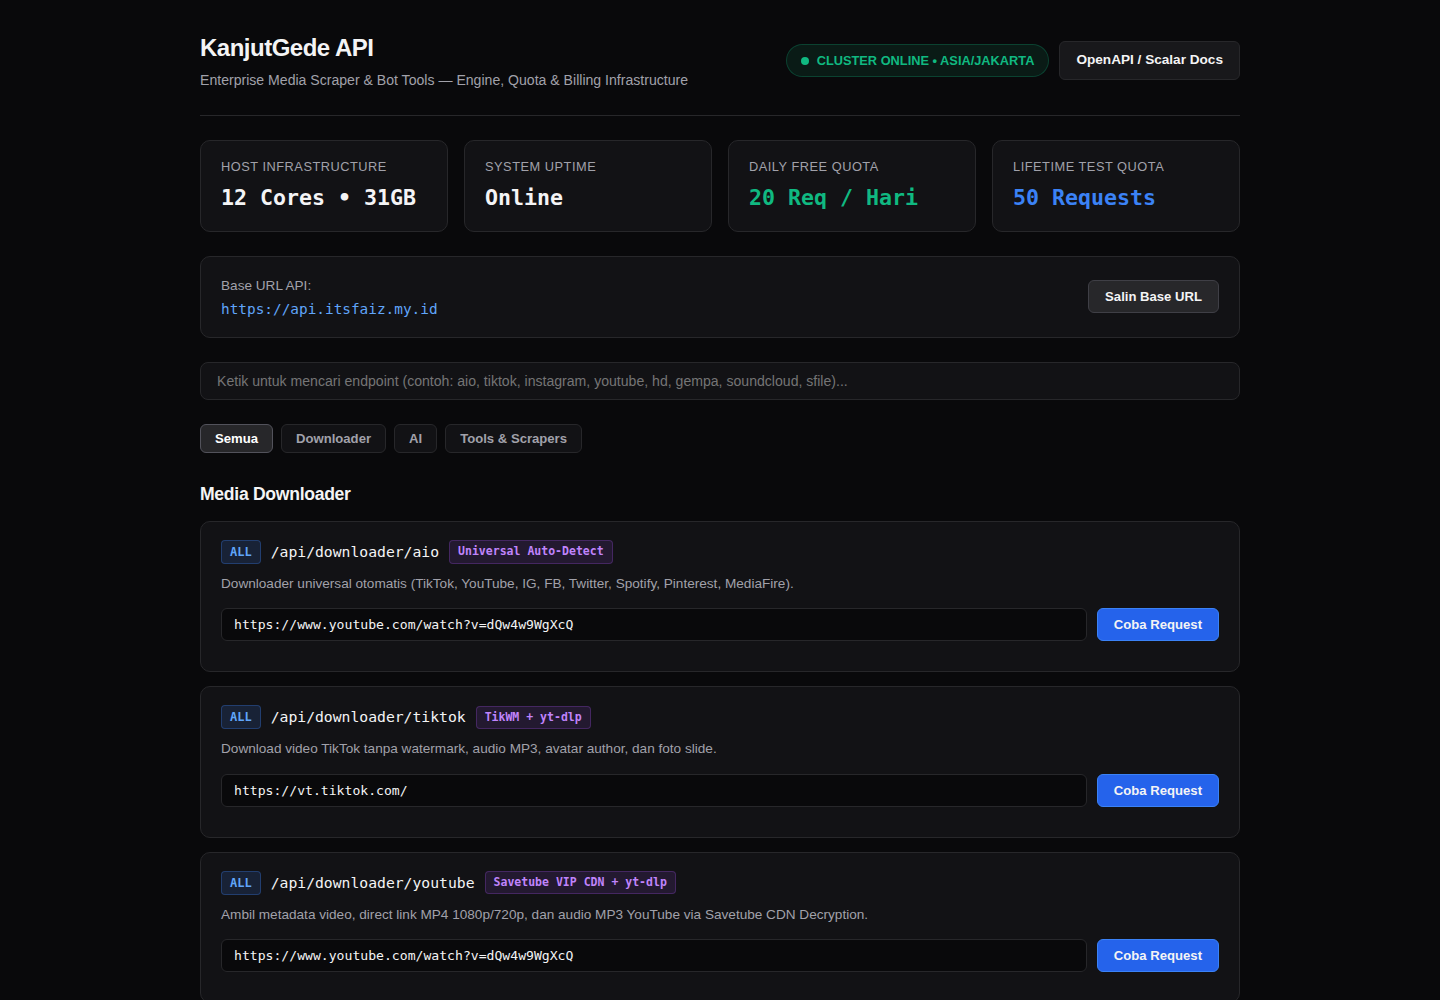 KanjutGede API
Enterprise Media Scraper & Bot Tools — Engine, Quota & Billing Infrastructure
CLUSTER ONLINE • ASIA/JAKARTA
OpenAPI / Scalar Docs
HOST INFRASTRUCTURE
12 Cores • 31GB
SYSTEM UPTIME
Online
DAILY FREE QUOTA
20 Req / Hari
LIFETIME TEST QUOTA
50 Requests
Base URL API:
https://api.itsfaiz.my.id
Salin Base URL
Ketik untuk mencari endpoint (contoh: aio, tiktok, instagram, youtube, hd, gempa, soundcloud, sfile)...
Semua
Downloader
AI
Tools & Scrapers
Media Downloader
ALL /api/downloader/aio Universal Auto-Detect
Downloader universal otomatis (TikTok, YouTube, IG, FB, Twitter, Spotify, Pinterest, MediaFire).
https://www.youtube.com/watch?v=dQw4w9WgXcQ
Coba Request
ALL /api/downloader/tiktok TikWM + yt-dlp
Download video TikTok tanpa watermark, audio MP3, avatar author, dan foto slide.
https://vt.tiktok.com/
Coba Request
ALL /api/downloader/youtube Savetube VIP CDN + yt-dlp
Ambil metadata video, direct link MP4 1080p/720p, dan audio MP3 YouTube via Savetube CDN Decryption.
https://www.youtube.com/watch?v=dQw4w9WgXcQ
Coba Request